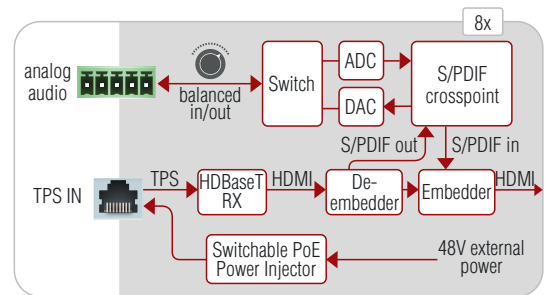 8x
analog
audio
balanced
in/out
Switch
ADC
DAC
S/PDIF
crosspoint
S/PDIF out
S/PDIF in
TPS IN
TPS
HDBaseT
RX
HDMI
De-
embedder
Embedder
HDMI
Switchable PoE
Power Injector
48V external
power